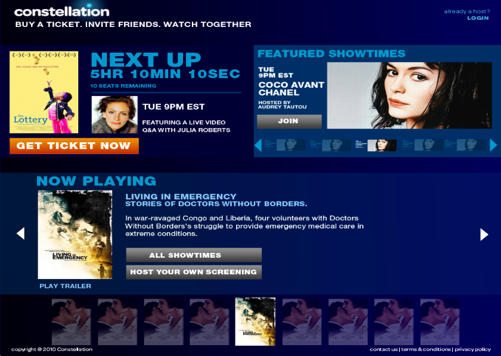 constellation
already a host?
LOGIN
BUY A TICKET. INVITE FRIENDS. WATCH TOGETHER
NEXT UP
5HR 10MIN 10SEC
10 SEATS REMAINING
Lottery
TUE 9PM EST
FEATURING A LIVE VIDEO
Q&A WITH JULIA ROBERTS
GET TICKET NOW
FEATURED SHOWTIMES
TUE
9PM EST
COCO AVANT
CHANEL
HOSTED BY
AUDREY TAUTOU
JOIN
NOW PLAYING
LIVING IN EMERGENCY
STORIES OF DOCTORS WITHOUT BORDERS.
In war-ravaged Congo and Liberia, four volunteers with Doctors
Without Borders's struggle to provide emergency medical care in
extreme conditions.
LIVING IN
EMERGENCY
ALL SHOWTIMES
HOST YOUR OWN SCREENING
PLAY TRAILER
copyright @ 2010 Constellation
contact us | terms & conditions | privacy policy